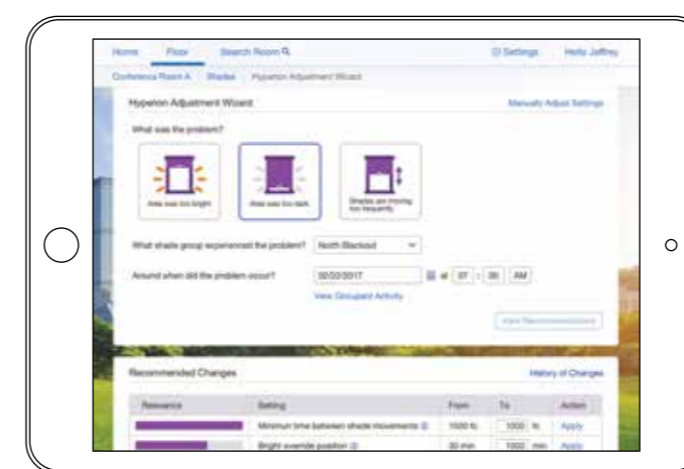 Home Floor Search Room Settings Hello Jeffrey
Conference Room A Shades Hyperion Adjustment Wizard
Hyperion Adjustment Wizard Manually Adjust Settings
What was the problem?
Area was too bright
Area was too dark
Shades are moving
too frequently
What shade group experienced the problem? North Blackout
Around when did the problem occur? 02/22/2017 at 07 : 00 AM
View Occupant Activity
View Recommendations
Recommended Changes History of Changes
Relevance Setting From To Action
Minimum time between shade movements 1500 1000 Apply
Bright override position 30 min 1000 min Apply